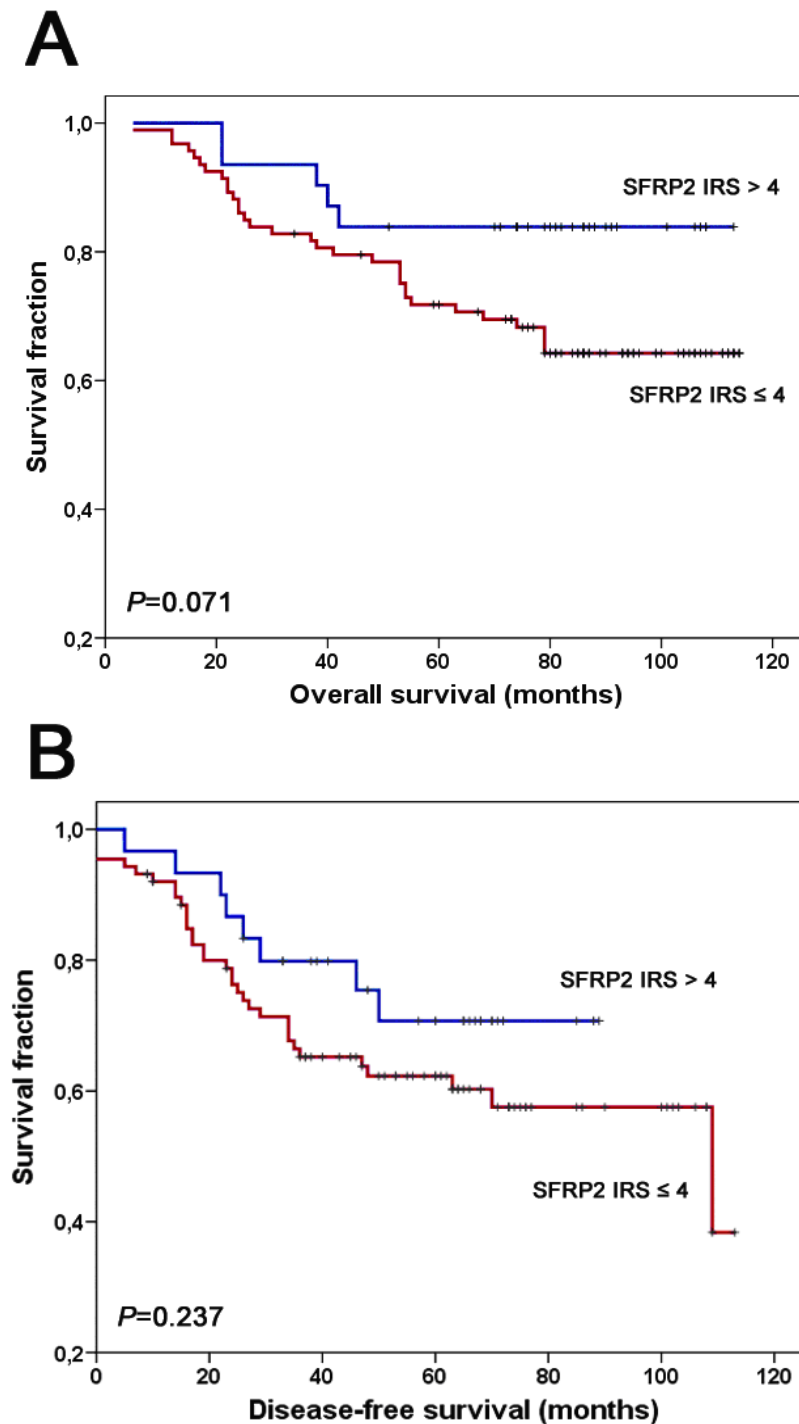 A
1,0
0,8
0,6
0,4
0,2
Survival fraction
SFRP2 IRS > 4
SFRP2 IRS ≤ 4
P=0.071
0 20 40 60 80 100 120
Overall survival (months)
B
1,0
0,8
0,6
0,4
0,2
Survival fraction
SFRP2 IRS > 4
SFRP2 IRS ≤ 4
P=0.237
0 20 40 60 80 100 120
Disease-free survival (months)